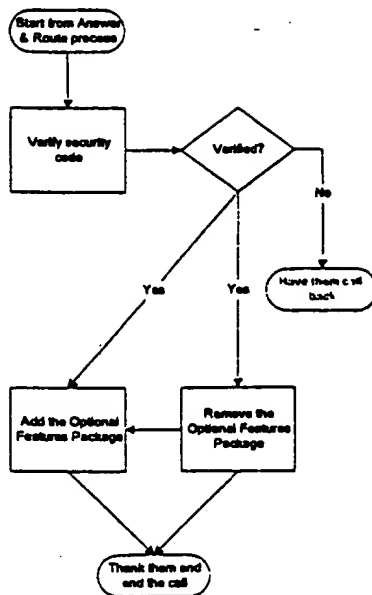 Start from Answer
& Route process
Verify security
code
Verified?
No
Have them call
back
Yes
Yes
Add the Optional
Features Package
Remove the
Optional Features
Package
Thank them and
end the call